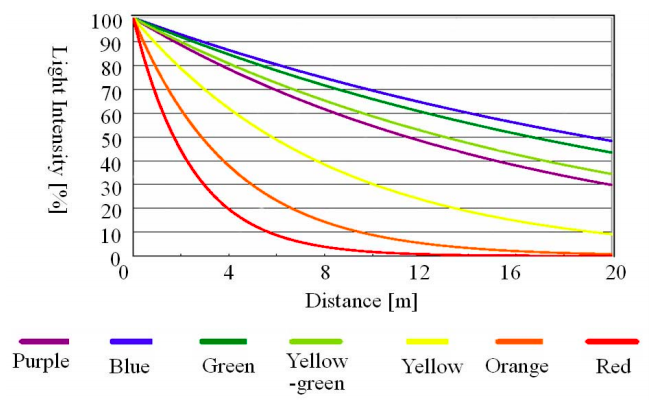 Light Intensity [%]
100
90
80
70
60
50
40
30
20
10
0
0 4 8 12 16 20
Distance [m]
Purple Blue Green Yellow Yellow Orange Red
-green